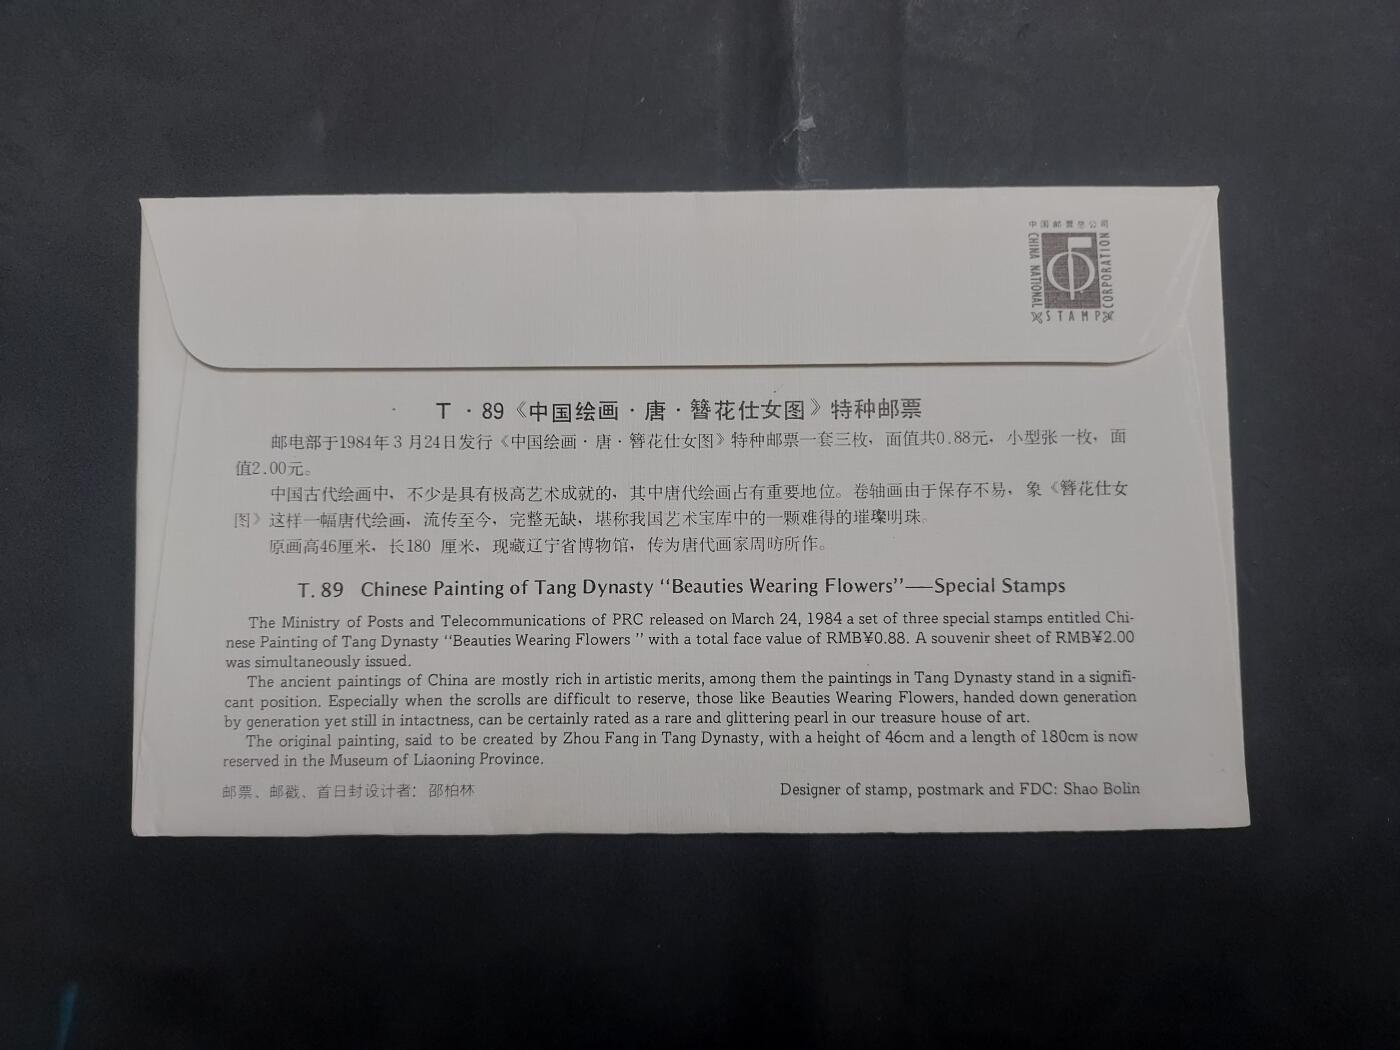 中国邮票总公司
CHINA NATIONAL
STAMP
CORPORATION
T·89《中国绘画·唐·簪花仕女图》特种邮票
邮电部于1984年3月24日发行《中国绘画·唐·簪花仕女图》特种邮票一套三枚，面值共0.88元，小型张一枚，面
值2.00元。
中国古代绘画中，不少是具有极高艺术成就的，其中唐代绘画占有重要地位。卷轴画由于保存不易，象《簪花仕女
图》这样一幅唐代绘画，流传至今，完整无缺，堪称我国艺术宝库中的一颗难得的璀璨明珠。
原画高46厘米，长180 厘米，现藏辽宁省博物馆，传为唐代画家周昉所作。
T. 89 Chinese Painting of Tang Dynasty "Beauties Wearing Flowers"——Special Stamps
The Ministry of Posts and Telecommunications of PRC released on March 24, 1984 a set of three special stamps entitled Chi-
nese Painting of Tang Dynasty "Beauties Wearing Flowers " with a total face value of RMB¥0.88. A souvenir sheet of RMB¥2.00
was simultaneously issued.
The ancient paintings of China are mostly rich in artistic merits, among them the paintings in Tang Dynasty stand in a signifi-
cant position. Especially when the scrolls are difficult to reserve, those like Beauties Wearing Flowers, handed down generation
by generation yet still in intactness, can be certainly rated as a rare and glittering pearl in our treasure house of art.
The original painting, said to be created by Zhou Fang in Tang Dynasty, with a height of 46cm and a length of 180cm is now
reserved in the Museum of Liaoning Province.
邮票、邮戳、首日封设计者：邵柏林
Designer of stamp, postmark and FDC: Shao Bolin